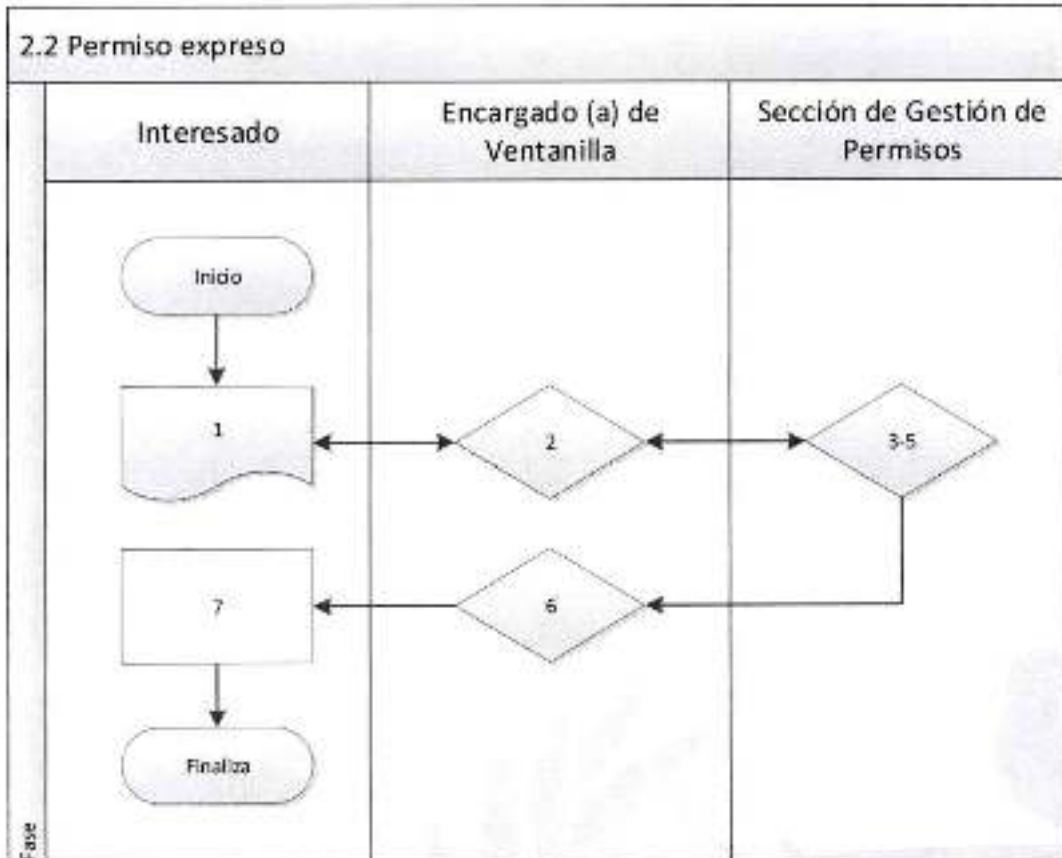 2.2 Permiso expreso
Interesado
Encargado (a) de
Ventanilla
Sección de Gestión de
Permisos
Inicio
1
2
3-5
7
6
Finaliza
Fase